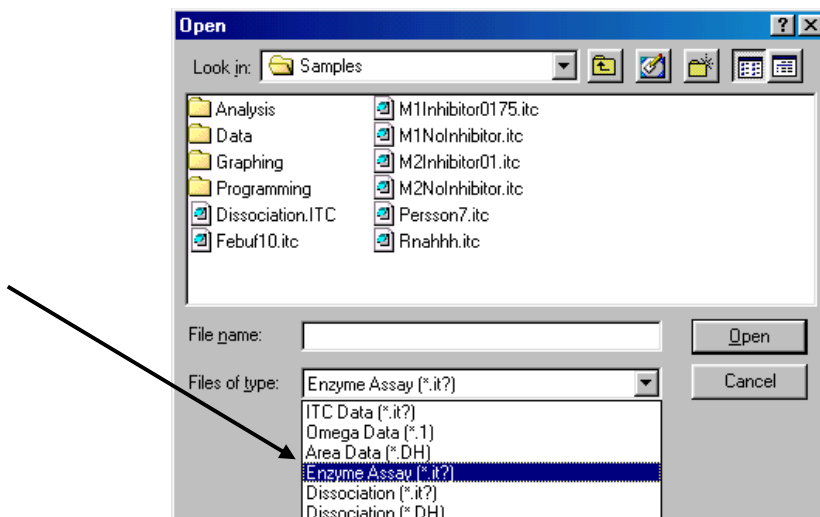 Open
Look in: Samples
Analysis
Data
Graphing
Programming
Dissociation.ITC
Febuf10.itc
M1Inhibitor0175.itc
M1NoInhibitor.itc
M2Inhibitor01.itc
M2NoInhibitor.itc
Persson7.itc
Rnahhh.itc
File name:
Open
Files of type: Enzyme Assay (*.it?)
Cancel
ITC Data (*.it?)
Omega Data (*.1)
Area Data (*.DH)
Enzyme Assay (*.it?)
Dissociation (*.it?)
Dissociation (*.DH)